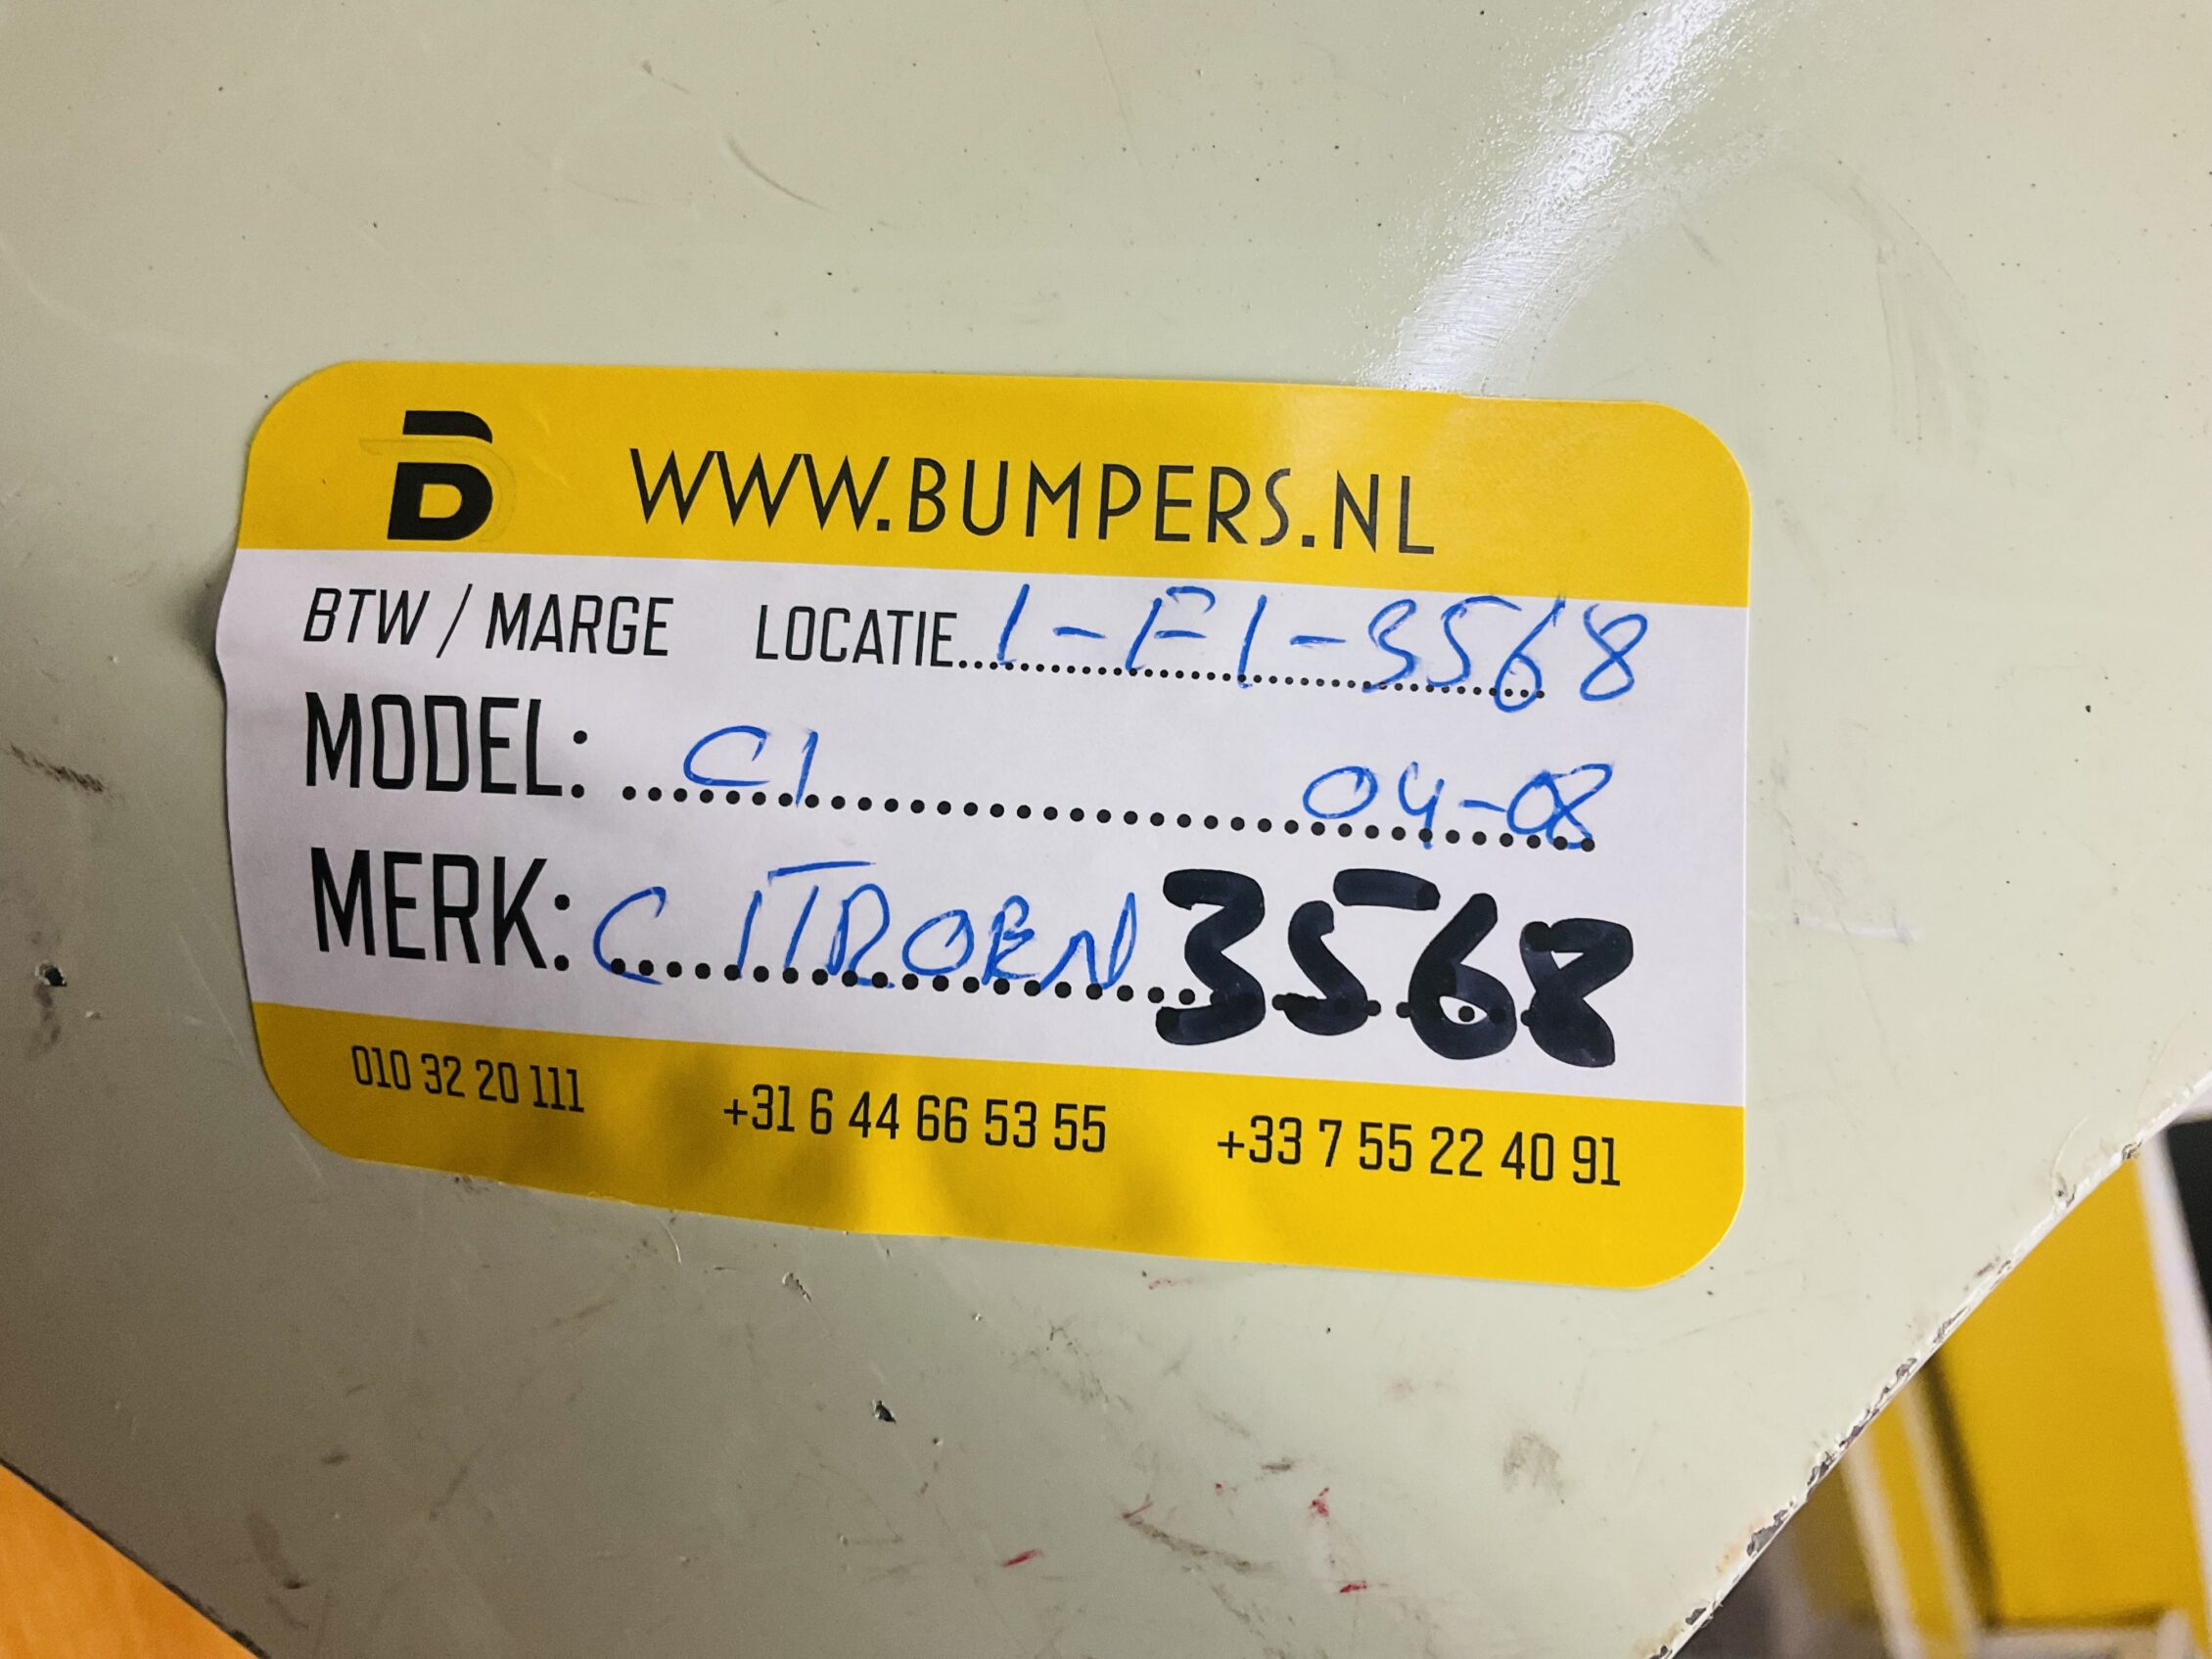 B WWW.BUMPERS.NL
BTW / MARGE LOCATIE 1-F1-3568
MODEL: C1 04-08
MERK: CITROEN 3568
010 32 20 111 +31 6 44 66 53 55 +33 7 55 22 40 91